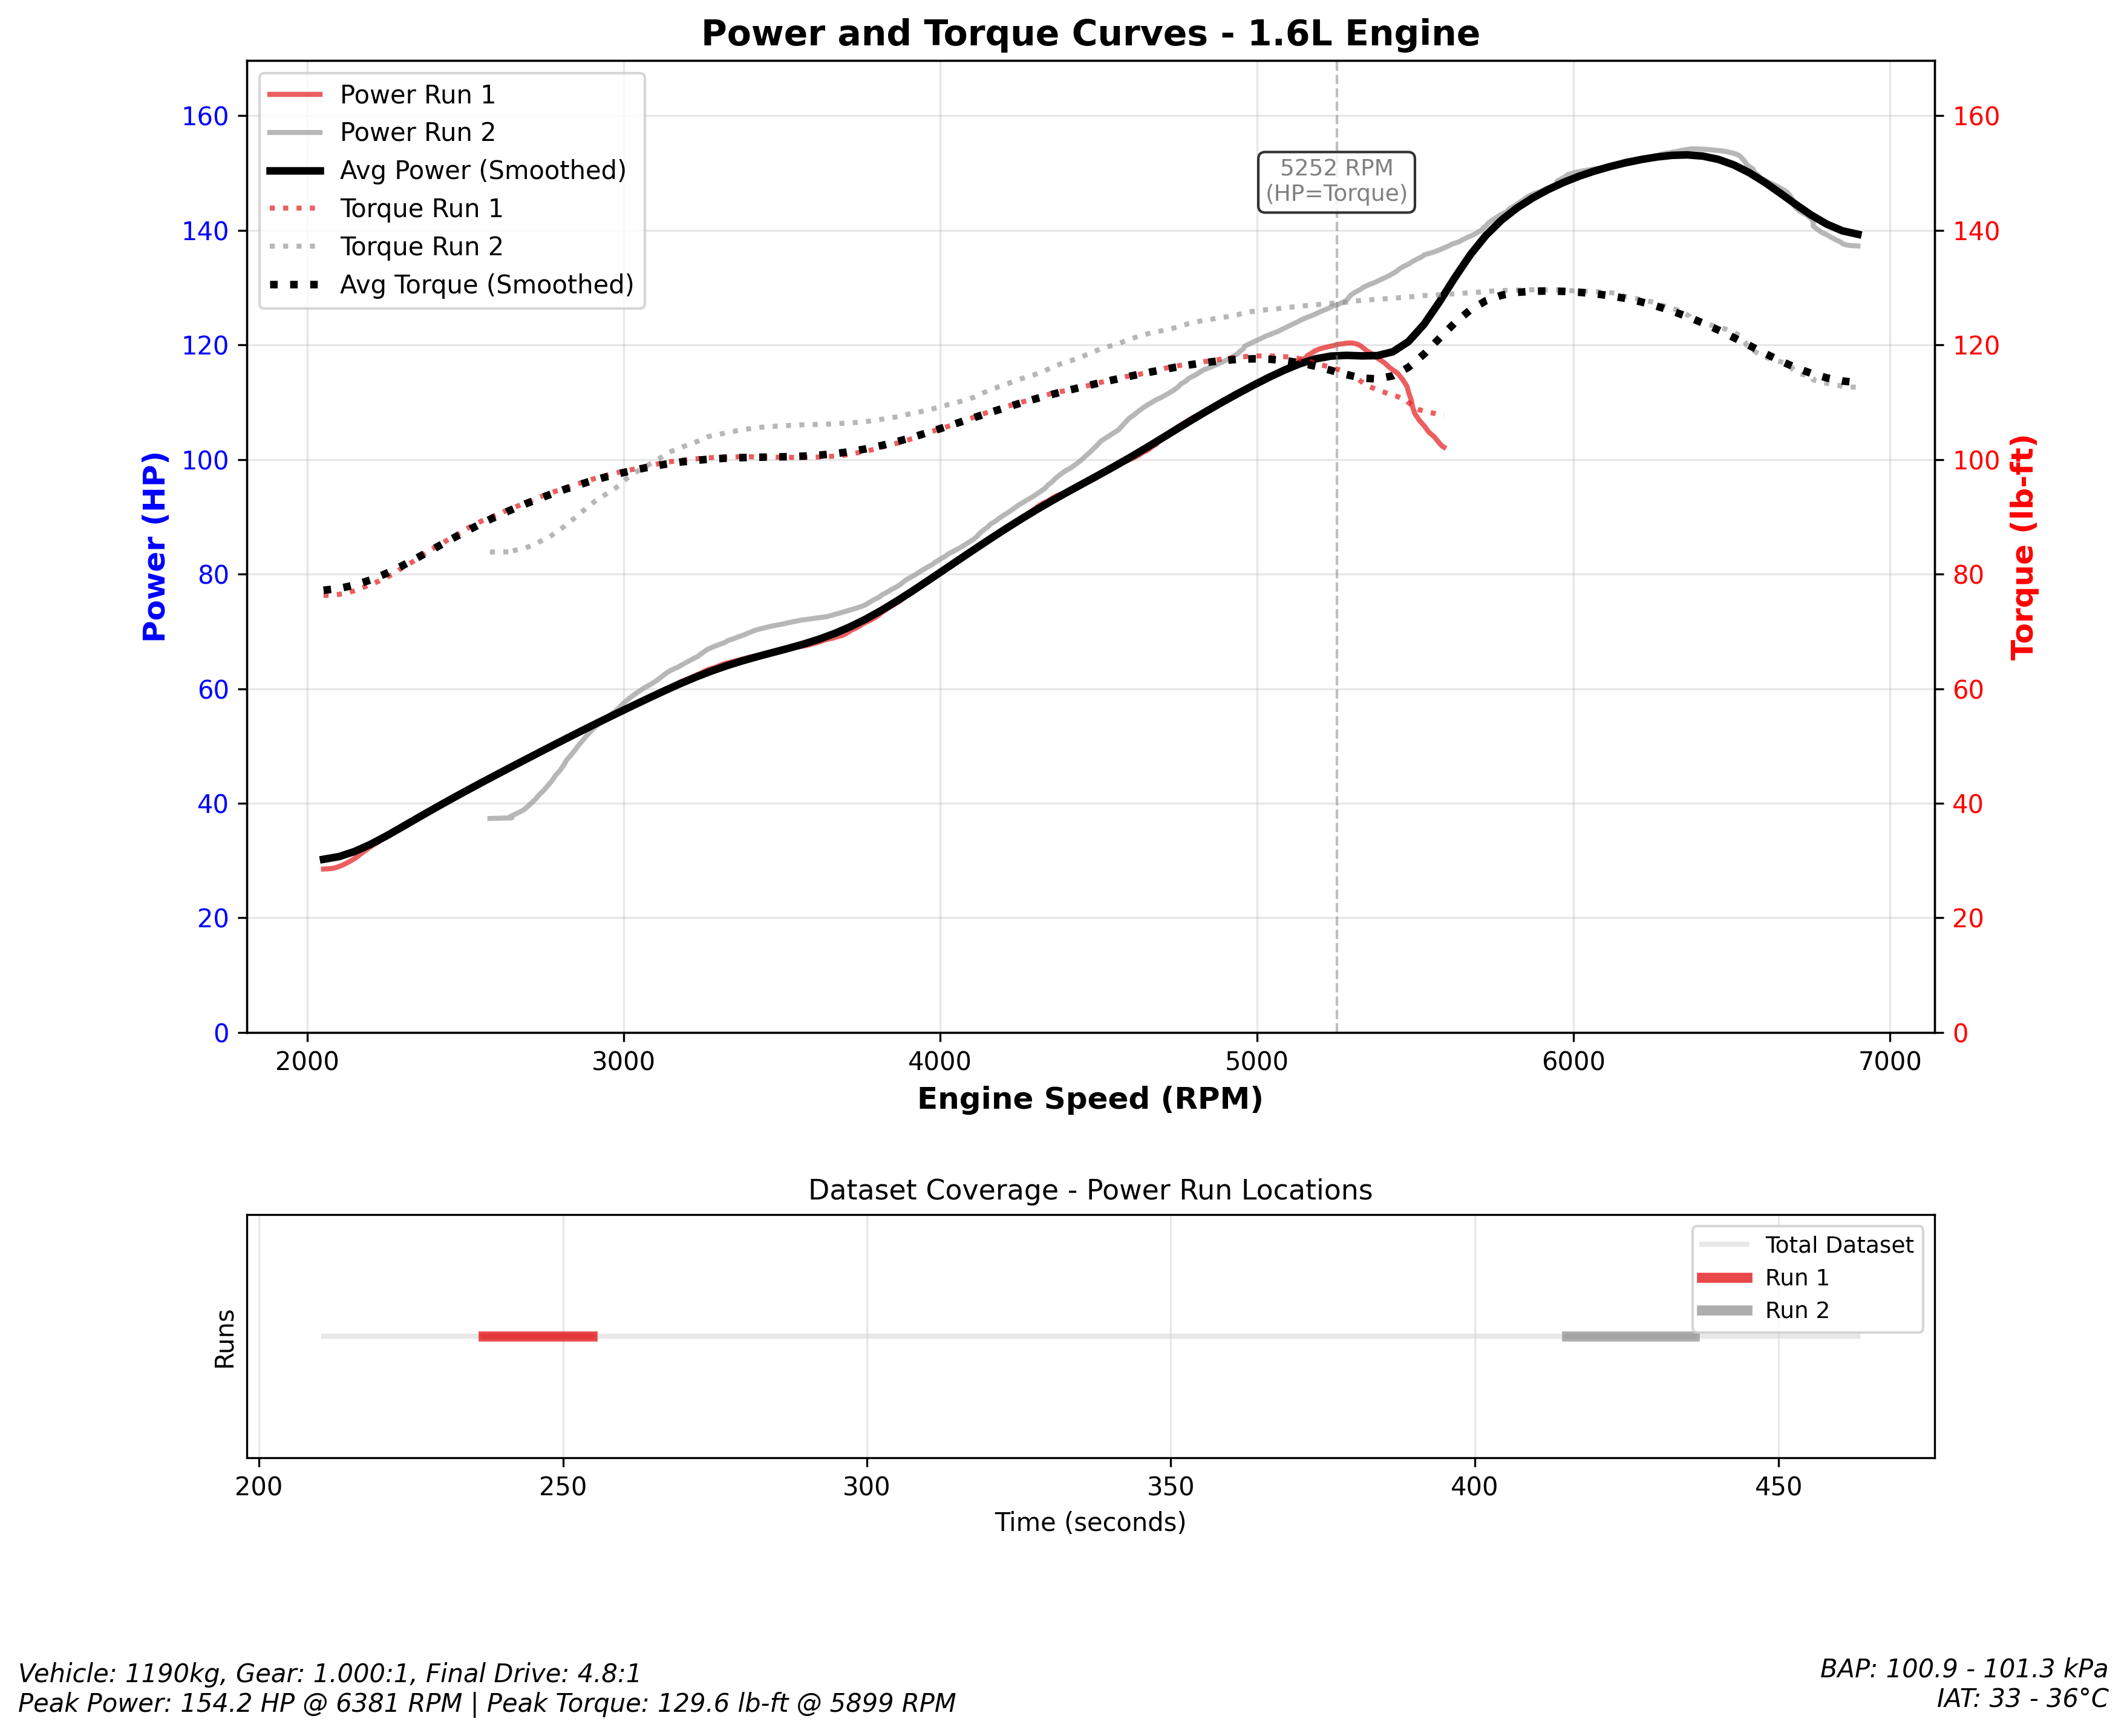 Power and Torque Curves - 1.6L Engine
Power Run 1
Power Run 2
Avg Power (Smoothed)
Torque Run 1
Torque Run 2
Avg Torque (Smoothed)
5252 RPM
(HP=Torque)
Power (HP)
160
140
120
100
80
60
40
20
0
Torque (lb-ft)
160
140
120
100
80
60
40
20
0
2000 3000 4000 5000 6000 7000
Engine Speed (RPM)
Dataset Coverage - Power Run Locations
Total Dataset
Run 1
Run 2
Runs
200 250 300 350 400 450
Time (seconds)
Vehicle: 1190kg, Gear: 1.000:1, Final Drive: 4.8:1
Peak Power: 154.2 HP @ 6381 RPM | Peak Torque: 129.6 lb-ft @ 5899 RPM
BAP: 100.9 - 101.3 kPa
IAT: 33 - 36°C